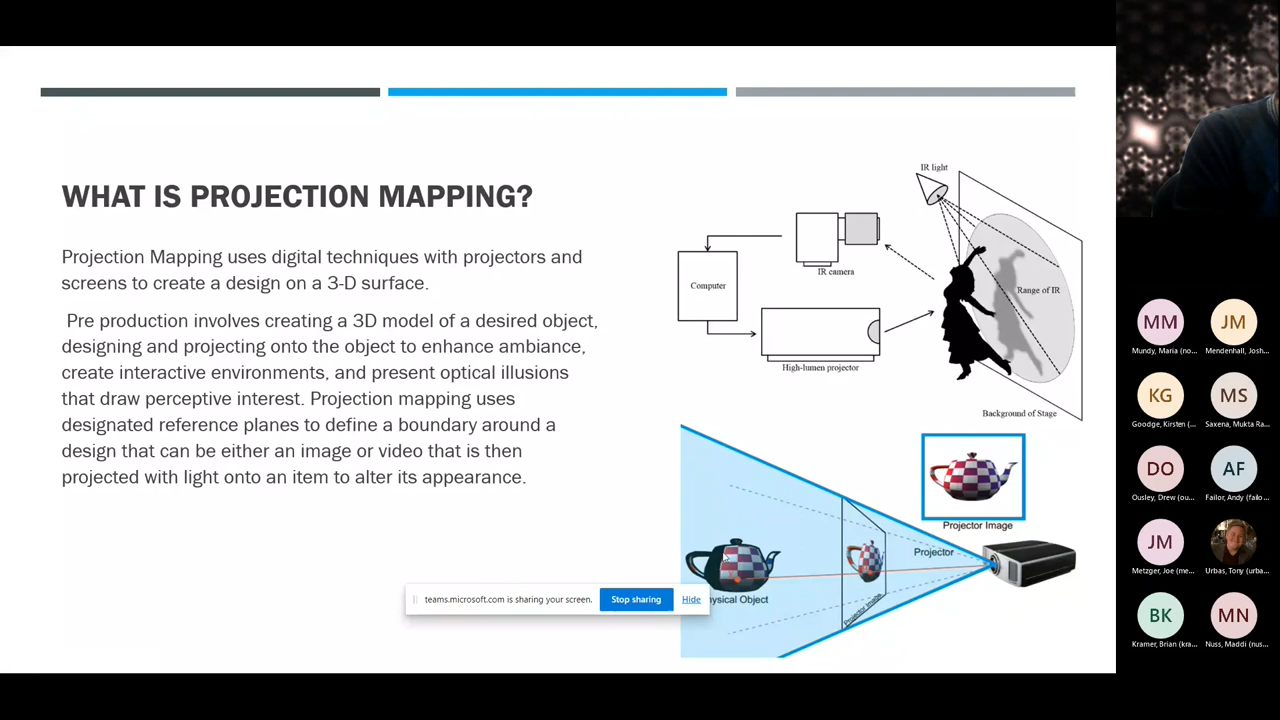 WHAT IS PROJECTION MAPPING?
Projection Mapping uses digital techniques with projectors and
screens to create a design on a 3-D surface.
Pre production involves creating a 3D model of a desired object,
designing and projecting onto the object to enhance ambiance,
create interactive environments, and present optical illusions
that draw perceptive interest. Projection mapping uses
designated reference planes to define a boundary around a
design that can be either an image or video that is then
projected with light onto an item to alter its appearance.
IR light
IR camera
Computer
Range of IR
High-lumen projector
Background of Stage
Projector Image
Projector
ysical Object
Projector Image
teams.microsoft.com is sharing your screen.
Stop sharing
Hide
MM
JM
Mundy, Maria (no...
Mendenhall, Josh...
KG
MS
Goodge, Kirsten (...
Saxena, Mukta Ra...
DO
AF
Ousley, Drew (ou...
Failor, Andy (failo...
JM
Metzger, Joe (me...
Urbas, Tony (urba...
BK
MN
Kramer, Brian (kra...
Nuss, Maddi (nus...